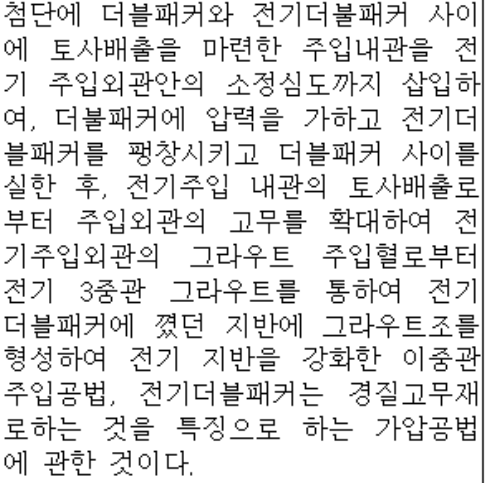 첨단에 더블패커와 전기더불패커 사이
에 토사배출을 마련한 주입내관을 전
기 주입외관안의 소정심도까지 삽입하
여, 더불패커에 압력을 가하고 전기더
블패커를 팽창시키고 더블패커 사이를
실한 후, 전기주입 내관의 토사배출로
부터 주입외관의 고무를 확대하여 전
기주입외관의 그라우트 주입혈로부터
전기 3중관 그라우트를 통하여 전기
더블패커에 꼈던 지반에 그라우트조를
형성하여 전기 지반을 강화한 이중관
주입공법, 전기더블패커는 경질고무재
로하는 것을 특징으로 하는 가압공법
에 관한 것이다.